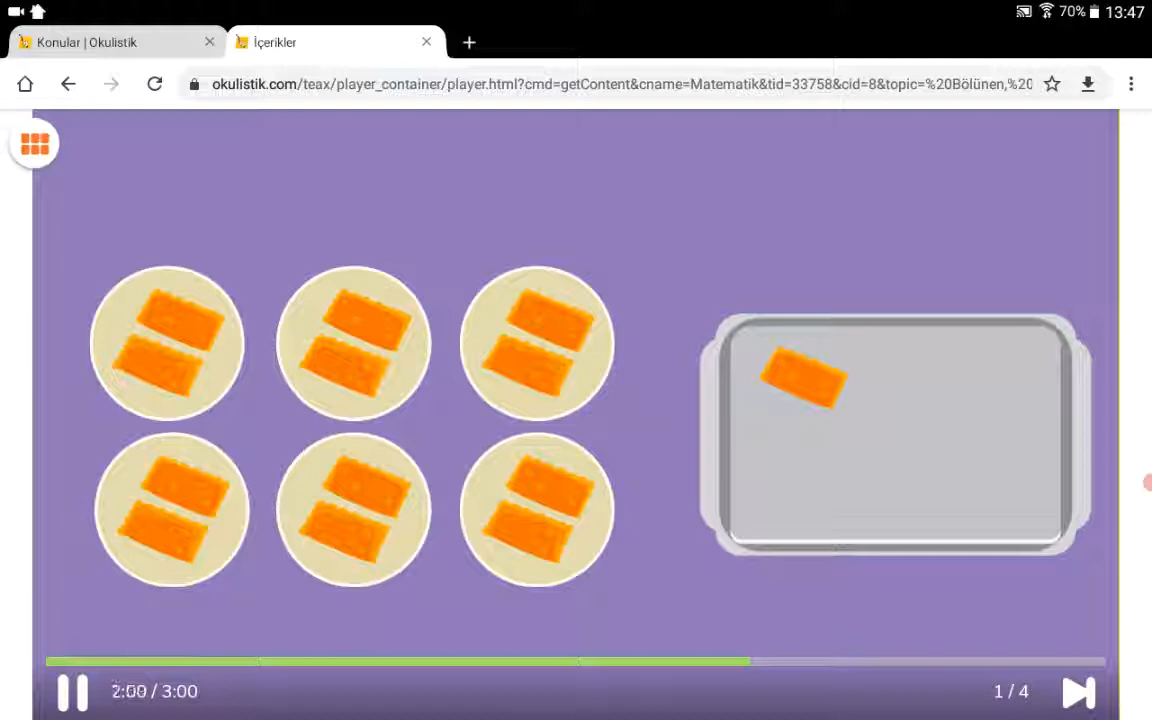 70% 13:47
Konular | Okulistik
İçerikler
okulistik.com/teax/player_container/player.html?cmd=getContent&cname=Matematik&tid=33758&cid=8&topic=%20Bölünen,%20
2:00 / 3:00
1 / 4